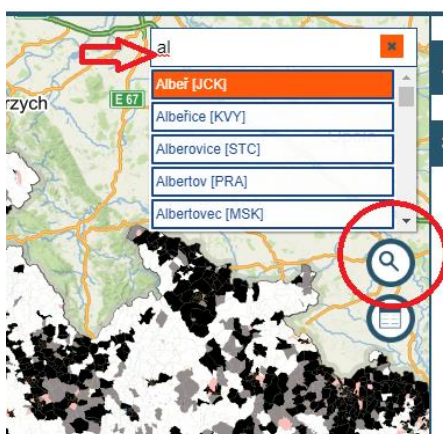 al
Albeř [JCK]
rzych
E 67
Albeřice [KVY]
Alberovice [STC]
Albertov [PRA]
Albertovec [MSK]